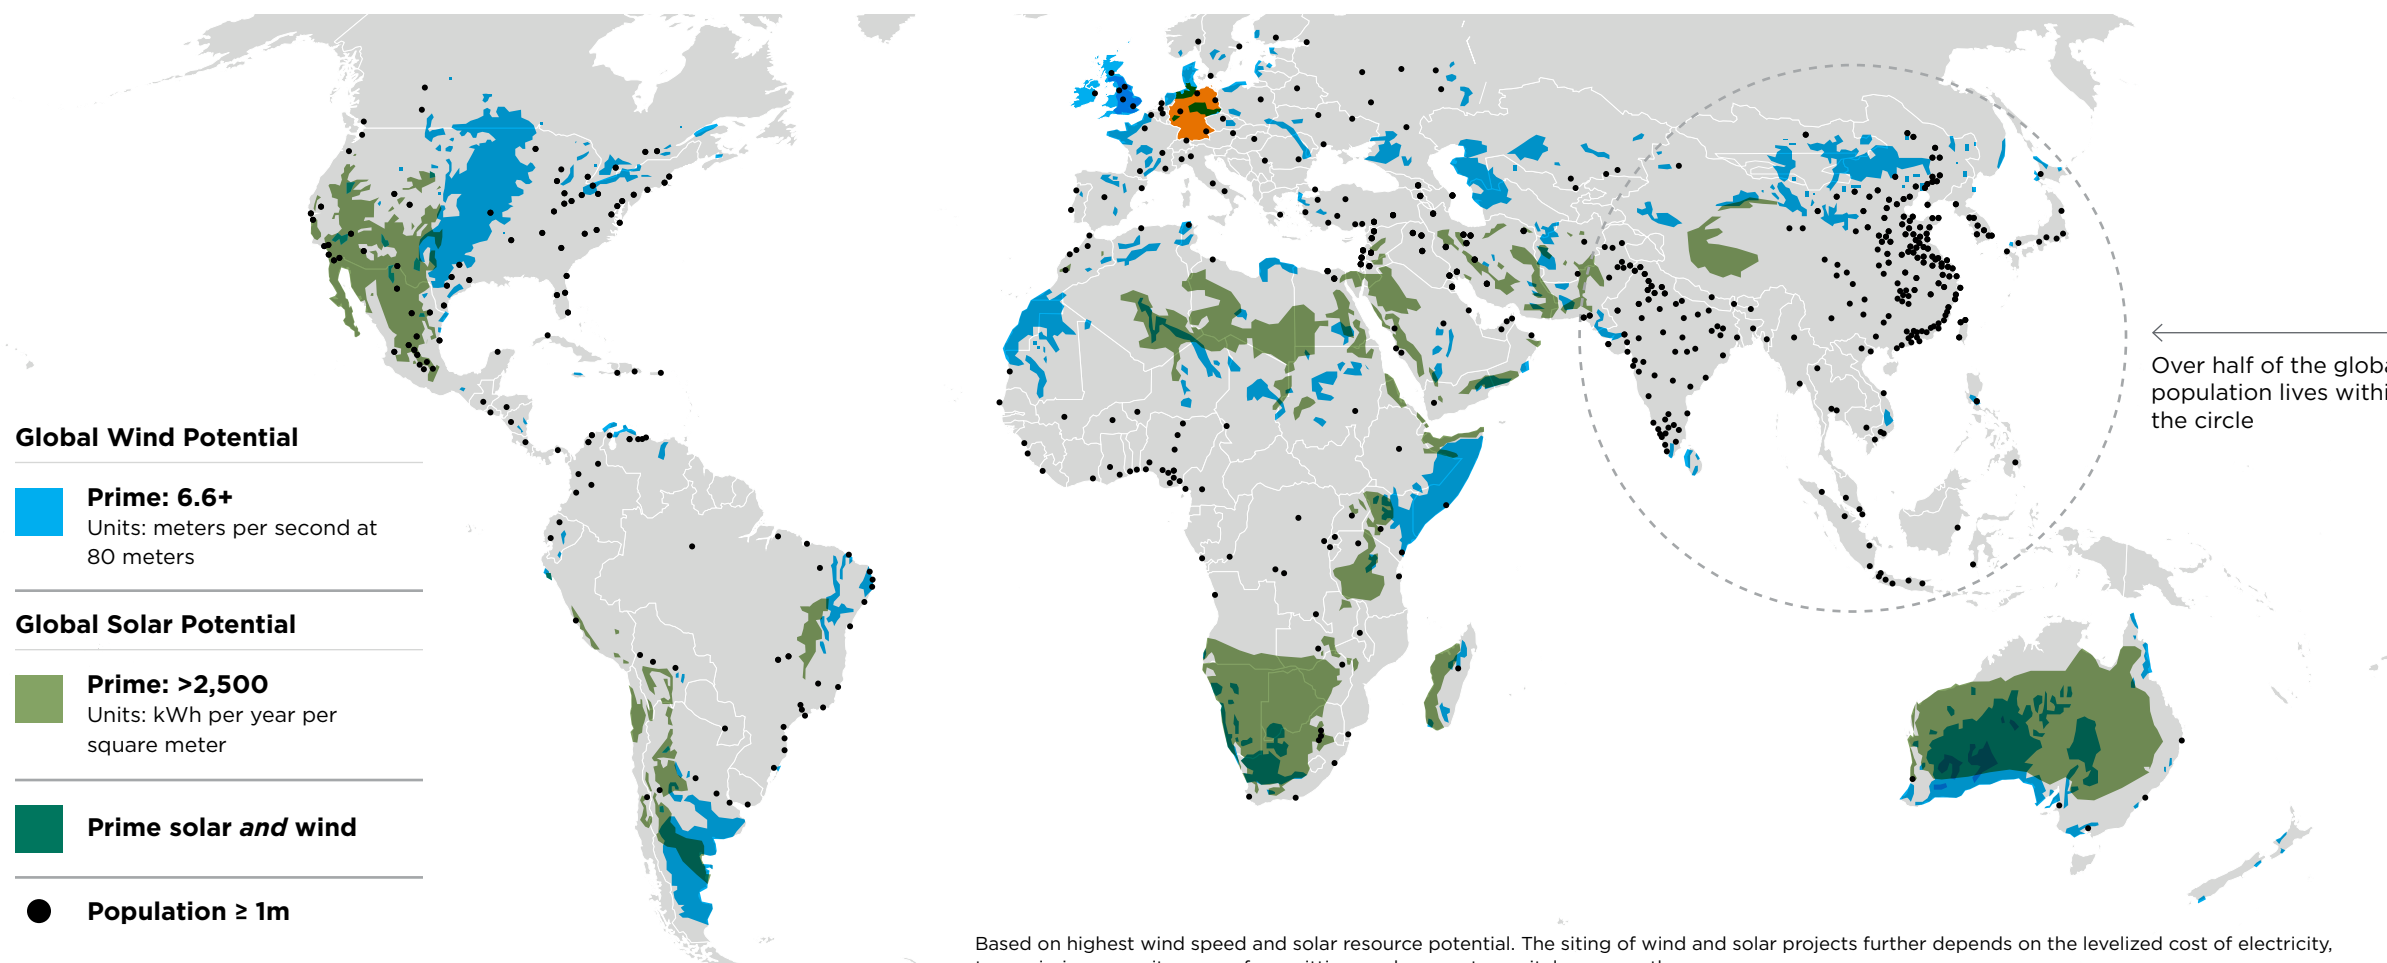 Global Wind Potential
Prime: 6.6+
Units: meters per second at
80 meters
Global Solar Potential
Prime: >2,500
Units: kWh per year per
square meter
Prime solar and wind
Population ≥ 1m
Over half of the globa
population lives withi
the circle
Based on highest wind speed and solar resource potential. The siting of wind and solar projects further depends on the levelized cost of electricity,